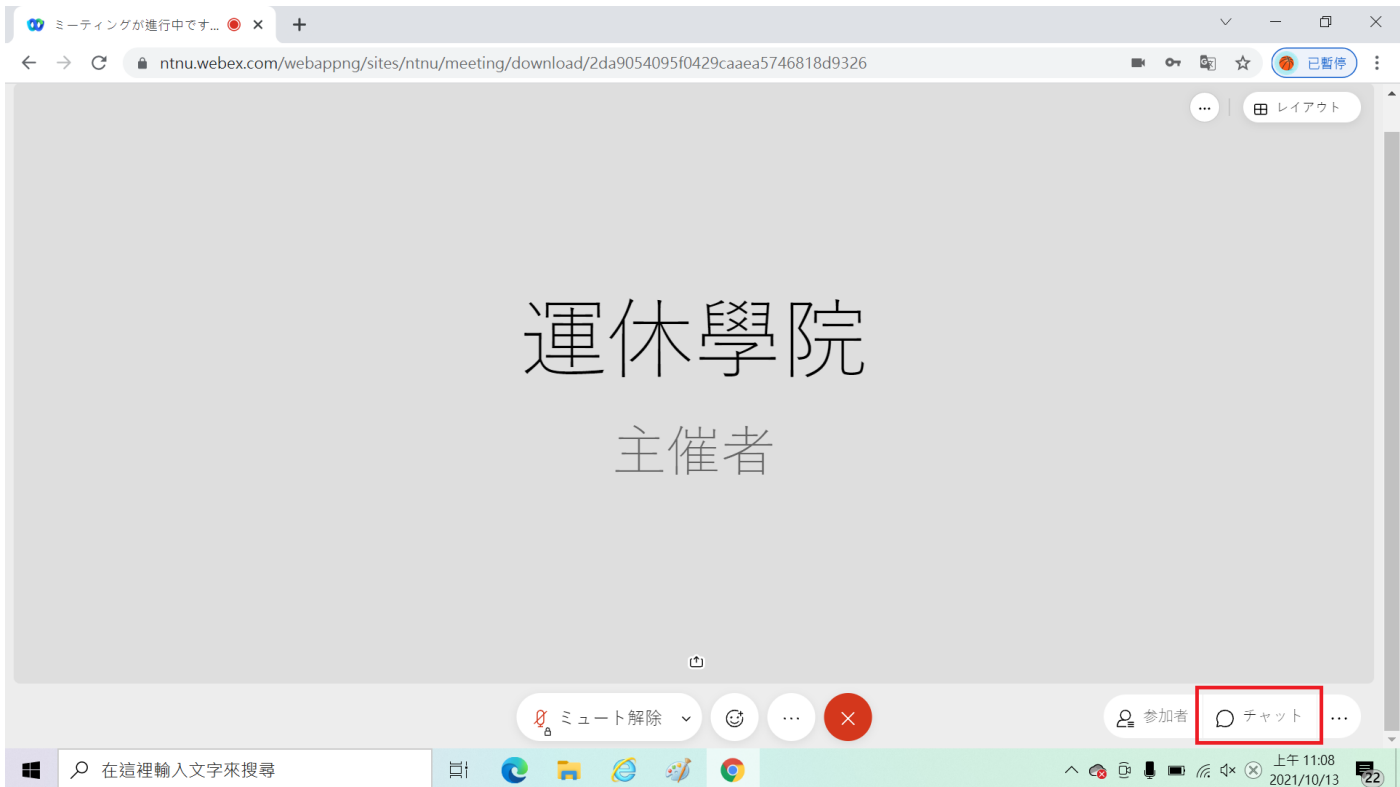 ミーティングが進行中です...
ntnu.webex.com/webappng/sites/ntnu/meeting/download/2da9054095f0429caaea5746818d9326
已暫停
レイアウト
運休學院
主催者
ミュート解除
参加者
チャット
在這裡輸入文字來搜尋
上午 11:08
2021/10/13
22